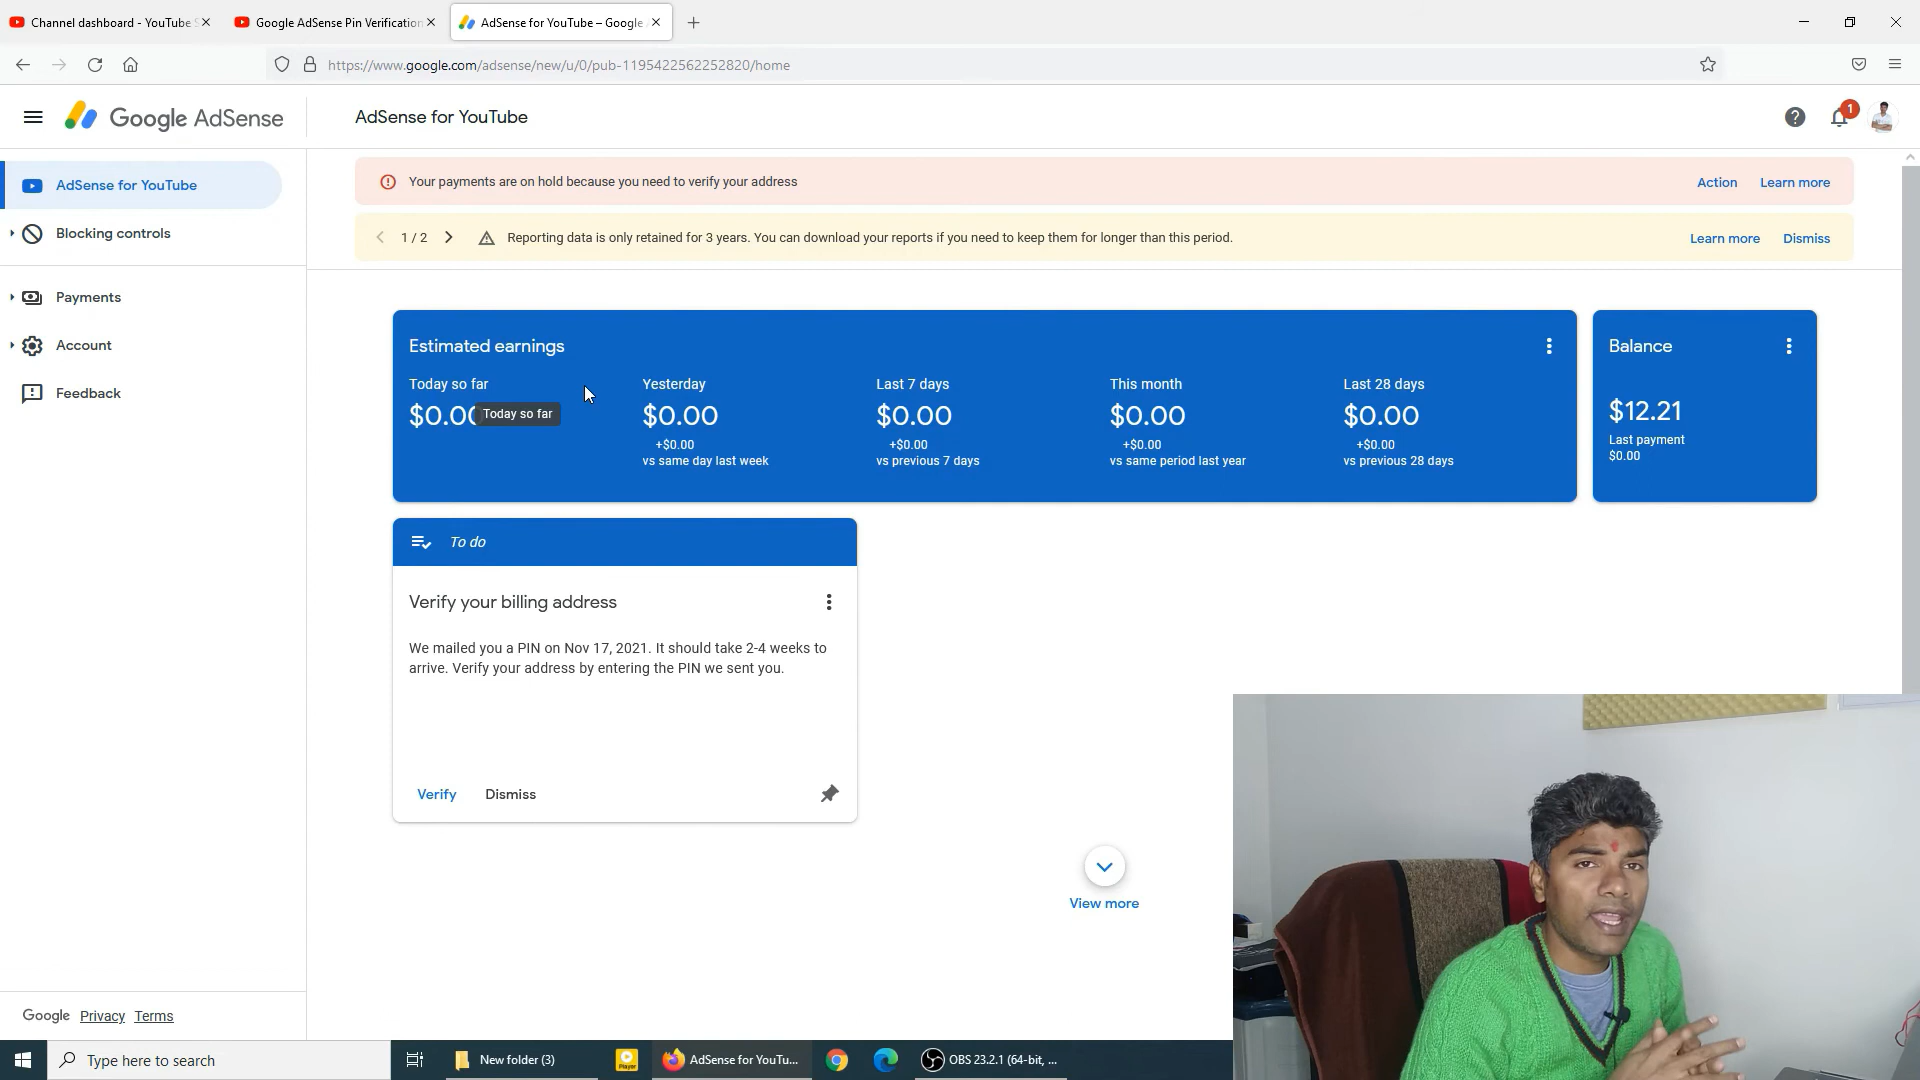 Channel dashboard - YouTube S
Google AdSense Pin Verification
AdSense for YouTube – Google
https://www.google.com/adsense/new/u/0/pub-1195422562252820/home
Google AdSense
AdSense for YouTube
1
AdSense for YouTube
Blocking controls
Payments
Account
Feedback
Your payments are on hold because you need to verify your address
Action
Learn more
1 / 2
Reporting data is only retained for 3 years. You can download your reports if you need to keep them for longer than this period.
Learn more
Dismiss
Estimated earnings
Today so far
$0.00
Today so far
Yesterday
$0.00
+$0.00
vs same day last week
Last 7 days
$0.00
+$0.00
vs previous 7 days
This month
$0.00
+$0.00
vs same period last year
Last 28 days
$0.00
+$0.00
vs previous 28 days
Balance
$12.21
Last payment
$0.00
To do
Verify your billing address
We mailed you a PIN on Nov 17, 2021. It should take 2-4 weeks to
arrive. Verify your address by entering the PIN we sent you.
Verify
Dismiss
View more
Google
Privacy
Terms
Type here to search
New folder (3)
Player
AdSense for YouTu...
OBS 23.2.1 (64-bit, ...